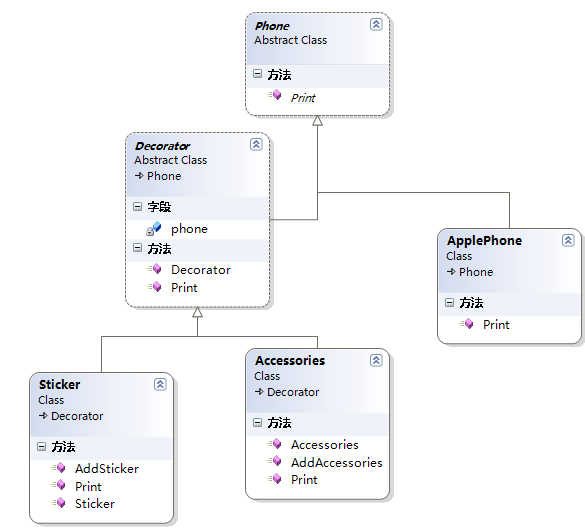 Phone
Abstract Class
方法
Print
Decorator
Abstract Class
Phone
字段
phone
方法
Decorator
Print
ApplePhone
Class
Phone
方法
Print
Sticker
Class
Decorator
方法
AddSticker
Print
Sticker
Accessories
Class
Decorator
方法
Accessories
AddAccessories
Print